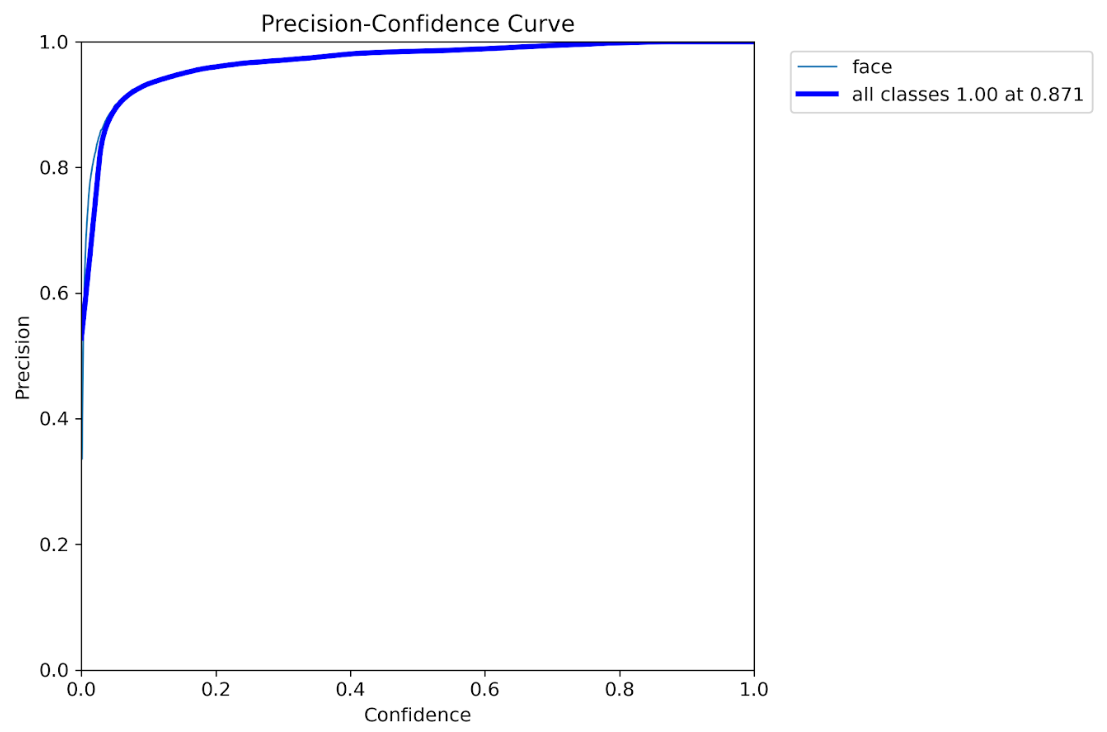 Precision-Confidence Curve
1.0
0.8
0.6
0.4
0.2
0.0
Precision
0.0 0.2 0.4 0.6 0.8 1.0
Confidence
face
all classes 1.00 at 0.871